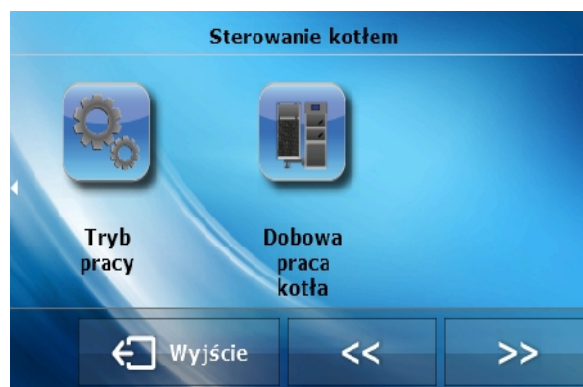 Sterowanie kotłem
Tryb
pracy
Dobowa
praca
kotła
Wyjście
<<
>>